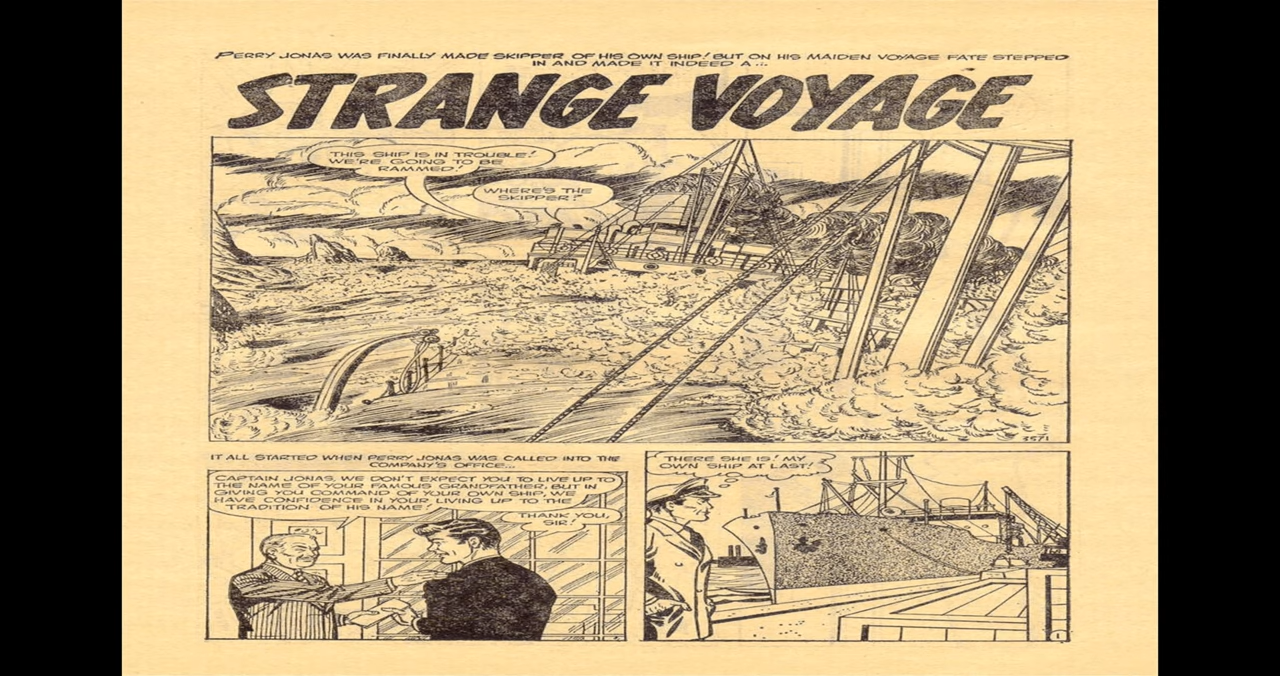 PERRY JONAS WAS FINALLY MADE SKIPPER OF HIS OWN SHIP! BUT ON HIS MAIDEN VOYAGE FATE STEPPED
IN AND MADE IT INDEED A...
STRANGE VOYAGE
THIS SHIP IS IN TROUBLE!
WE'RE GOING TO BE
RAMMED!
WHERE'S THE
SKIPPER?
3571
IT ALL STARTED WHEN PERRY JONAS WAS CALLED INTO THE
COMPANY'S OFFICE...
CAPTAIN JONAS, WE DON'T EXPECT YOU TO LIVE UP TO
THE NAME OF YOUR FAMOUS GRANDFATHER, BUT IN
GIVING YOU COMMAND OF YOUR OWN SHIP, WE
HAVE CONFIDENCE IN YOUR LIVING UP TO THE
TRADITION OF HIS NAME!
THANK YOU,
SIR!
THERE SHE IS! MY
OWN SHIP AT LAST!
1